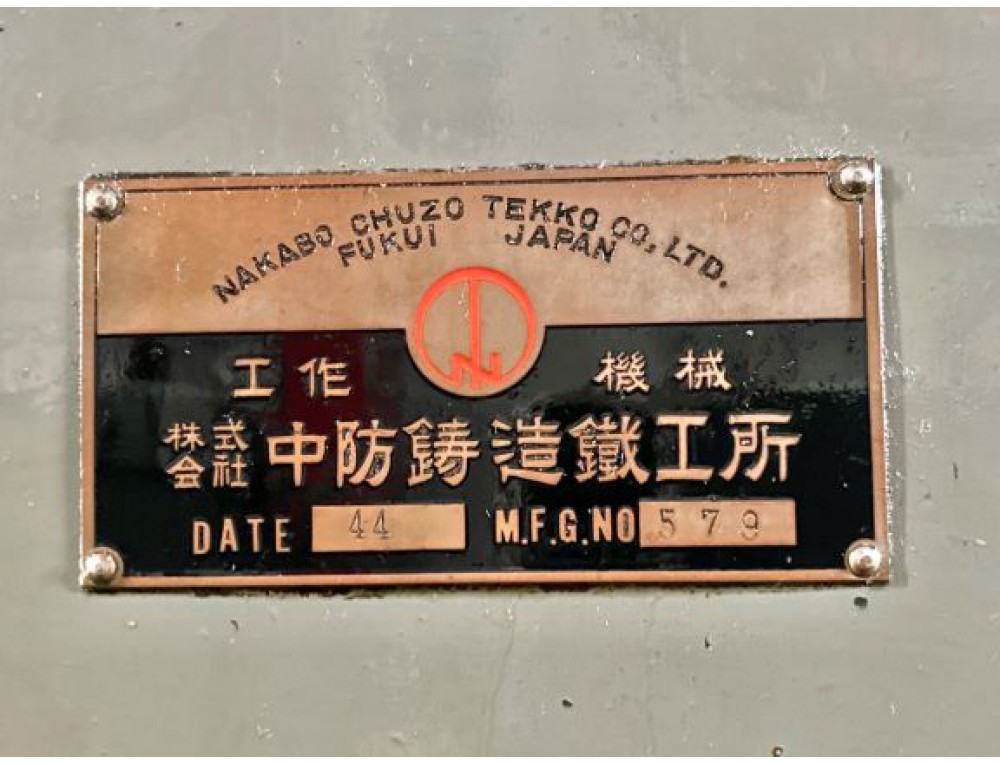 NAKABO CHUZO TEKKO CO., LTD.
FUKUI JAPAN
工作 機械
株式会社 中防鋳造鐵工所
DATE 44 M.F.G.NO 579